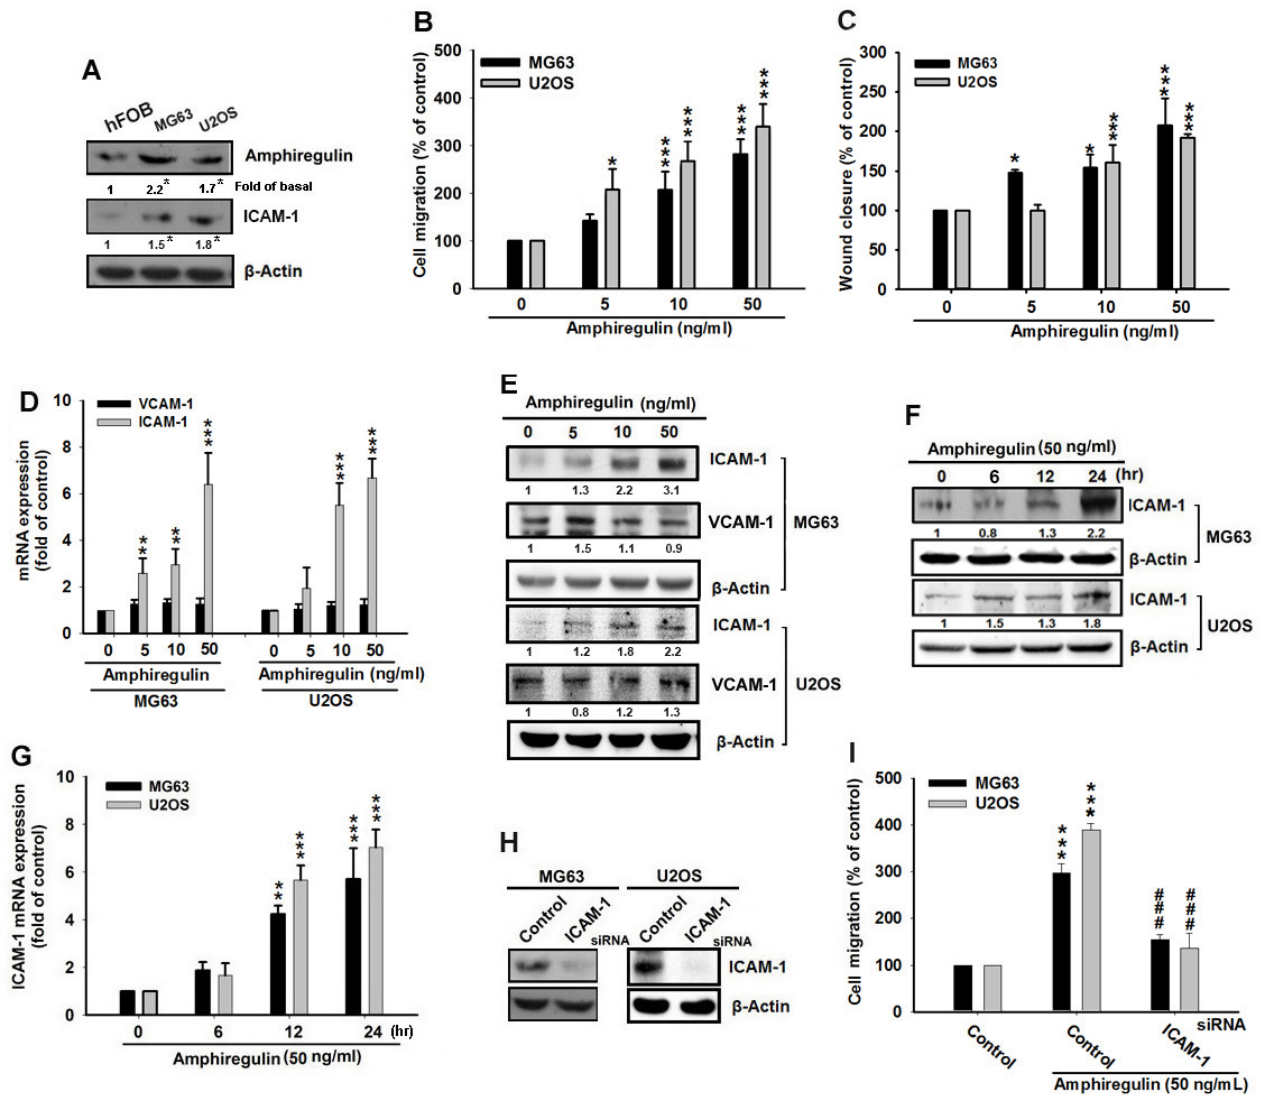 A
hFOB MG63 U2OS
Amphiregulin
1 2.2* 1.7* Fold of basal
ICAM-1
1 1.5* 1.8*
β-Actin
B
500
400
300
200
100
0
Cell migration (% of control)
MG63
U2OS
*
***
***
***
***
0 5 10 50
Amphiregulin (ng/ml)
C
300
250
200
150
100
50
0
Wound closure (% of control)
MG63
U2OS
*
*
***
***
***
0 5 10 50
Amphiregulin (ng/ml)
D
10
8
6
4
2
0
mRNA expression
(fold of control)
VCAM-1
ICAM-1
**
**
***
***
***
0 5 10 50 0 5 10 50
Amphiregulin Amphiregulin (ng/ml)
MG63 U2OS
E
Amphiregulin (ng/ml)
0 5 10 50
ICAM-1
1 1.3 2.2 3.1
VCAM-1 MG63
1 1.5 1.1 0.9
β-Actin
ICAM-1
1 1.2 1.8 2.2
VCAM-1 U2OS
1 0.8 1.2 1.3
β-Actin
F
Amphiregulin (50 ng/ml)
0 6 12 24 (hr)
ICAM-1
1 0.8 1.3 2.2 MG63
β-Actin
ICAM-1
1 1.5 1.3 1.8 U2OS
β-Actin
G
10
8
6
4
2
0
ICAM-1 mRNA expression
(fold of control)
MG63
U2OS
**
***
***
***
0 6 12 24 (hr)
Amphiregulin (50 ng/ml)
H
MG63 U2OS
Control ICAM-1 siRNA Control ICAM-1 siRNA
ICAM-1
β-Actin
I
500
400
300
200
100
0
Cell migration (% of control)
MG63
U2OS
***
***
###
###
Control Control ICAM-1 siRNA
Amphiregulin (50 ng/mL)